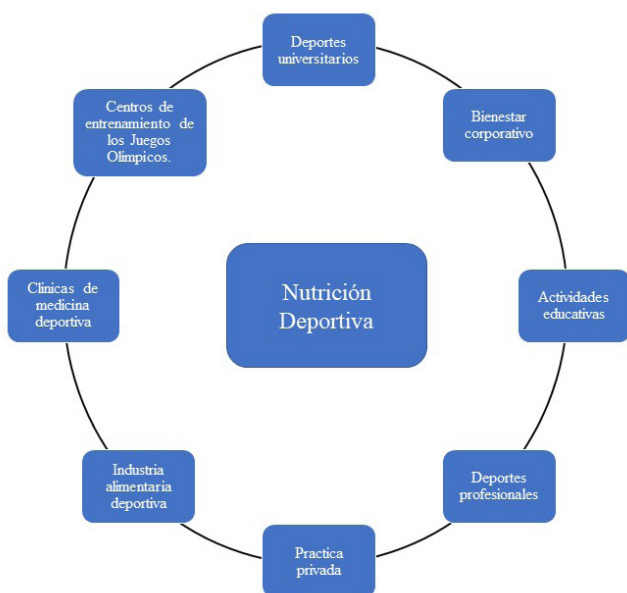 Deportes
universitarios
Centros de
entrenamiento de
los Juegos
Olímpicos.
Bienestar
corporativo
Clínicas de
medicina
deportiva
Nutrición
Deportiva
Actividades
educativas
Industria
alimentaria
deportiva
Deportes
profesionales
Practica
privada